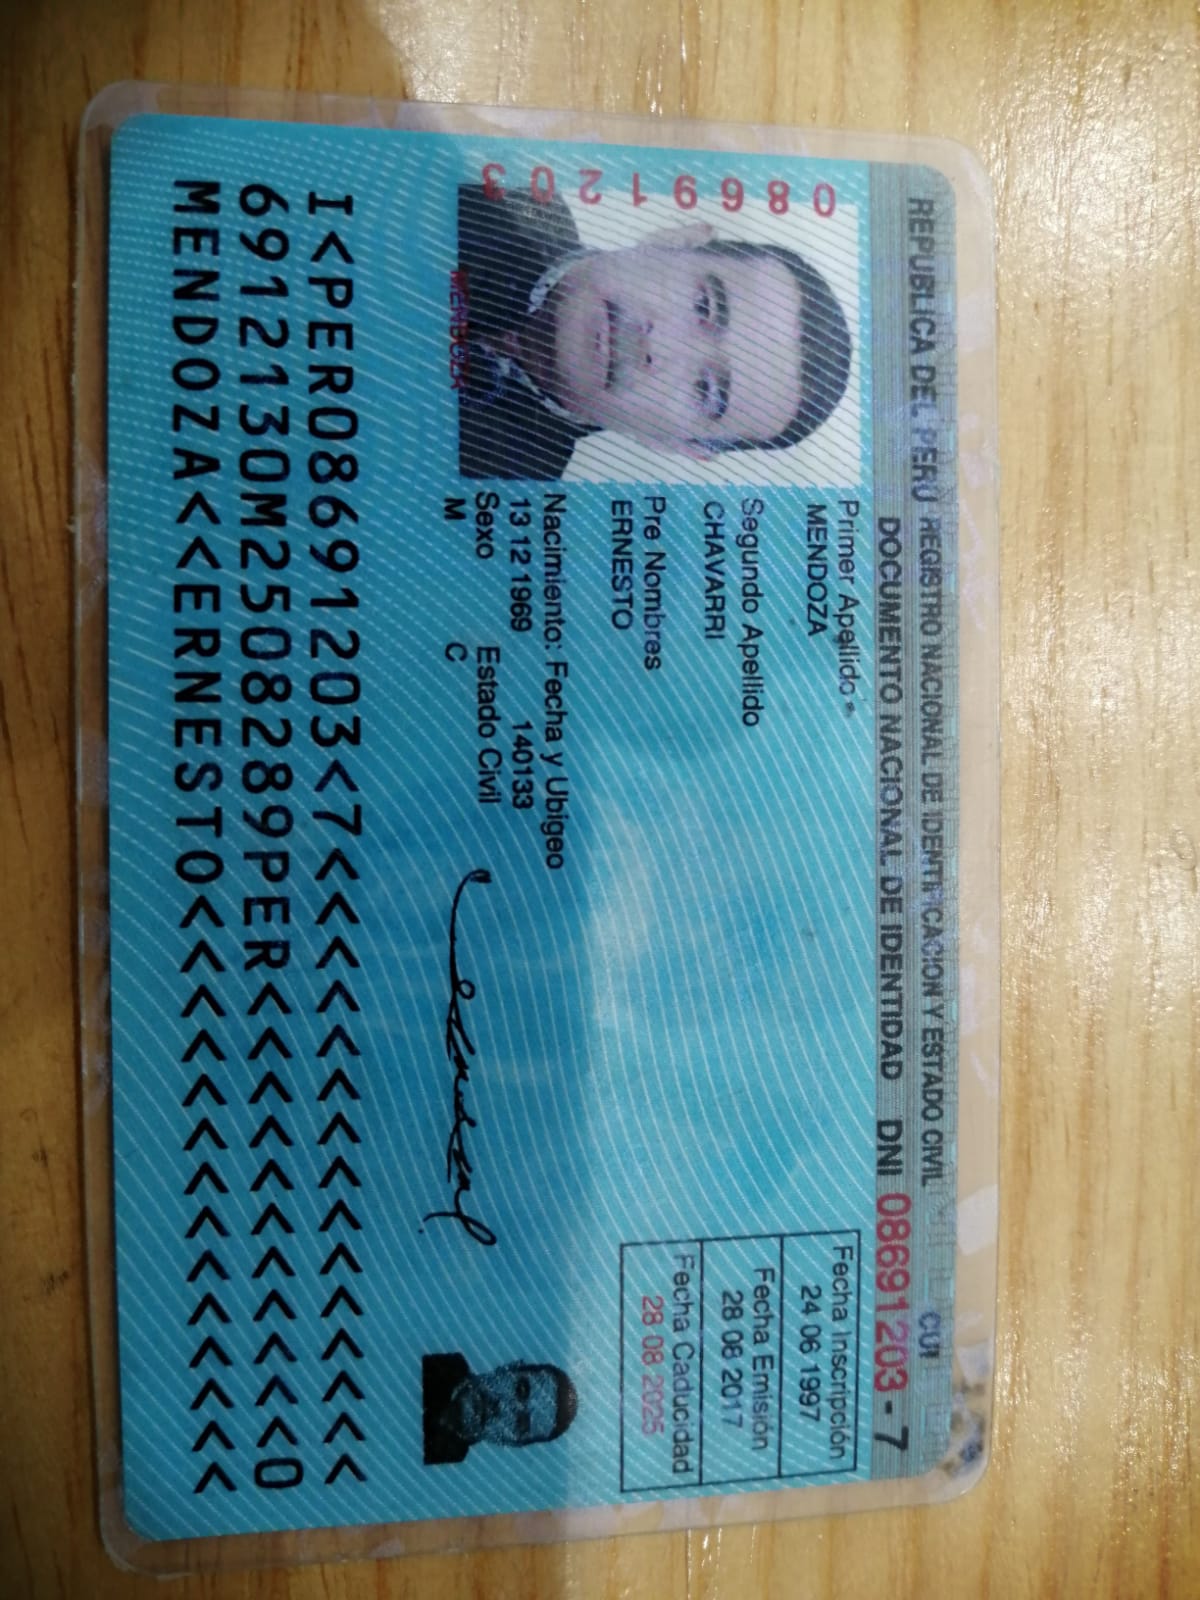 REPUBLICA DEL PERU REGISTRO NACIONAL DE IDENTIFICACION Y ESTADO CIVIL CUI
DOCUMENTO NACIONAL DE IDENTIDAD DNI 08691203 - 7
08691203
Primer Apellido
MENDOZA
Segundo Apellido
CHAVARRI
Pre Nombres
ERNESTO
Nacimiento: Fecha y Ubigeo
13 12 1969 140133
Sexo Estado Civil
M C
Fecha Inscripción
24 06 1997
Fecha Emisión
28 08 2017
Fecha Caducidad
28 08 2025
I<PER08691203<7<<<<<<<<<<<<<<<
6912130M2508289PER<<<<<<<<<<<0
MENDOZA<<ERNESTO<<<<<<<<<<<<<<